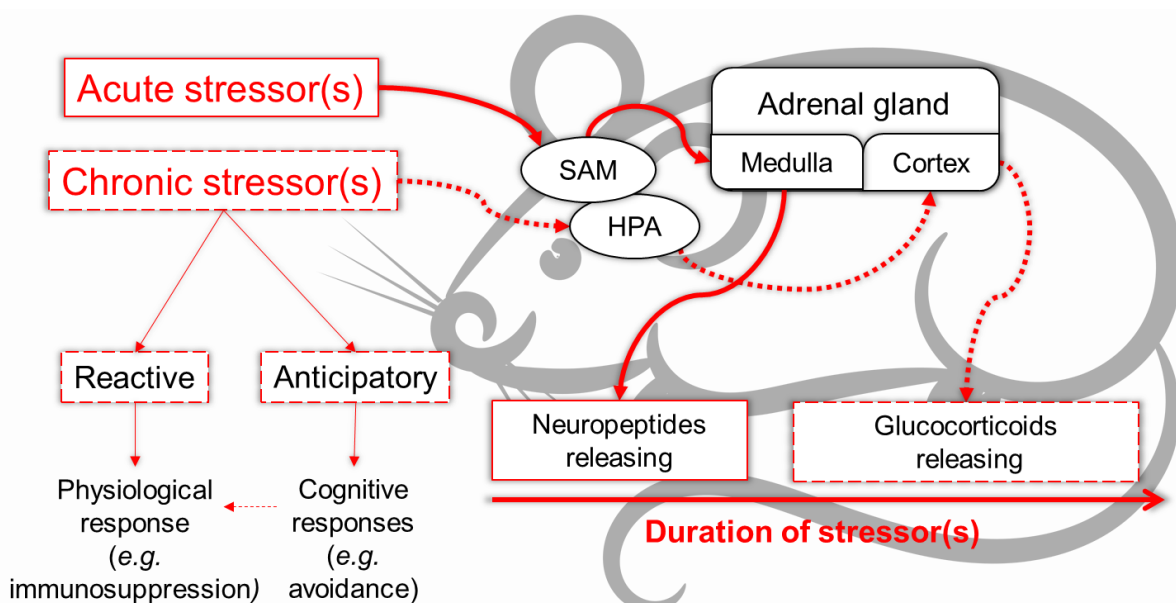 Acute stressor(s)
Chronic stressor(s)
SAM
HPA
Adrenal gland
Medulla
Cortex
Reactive
Anticipatory
Physiological
response
(e.g.
immunosuppression)
Cognitive
responses
(e.g.
avoidance)
Neuropeptides
releasing
Glucocorticoids
releasing
Duration of stressor(s)